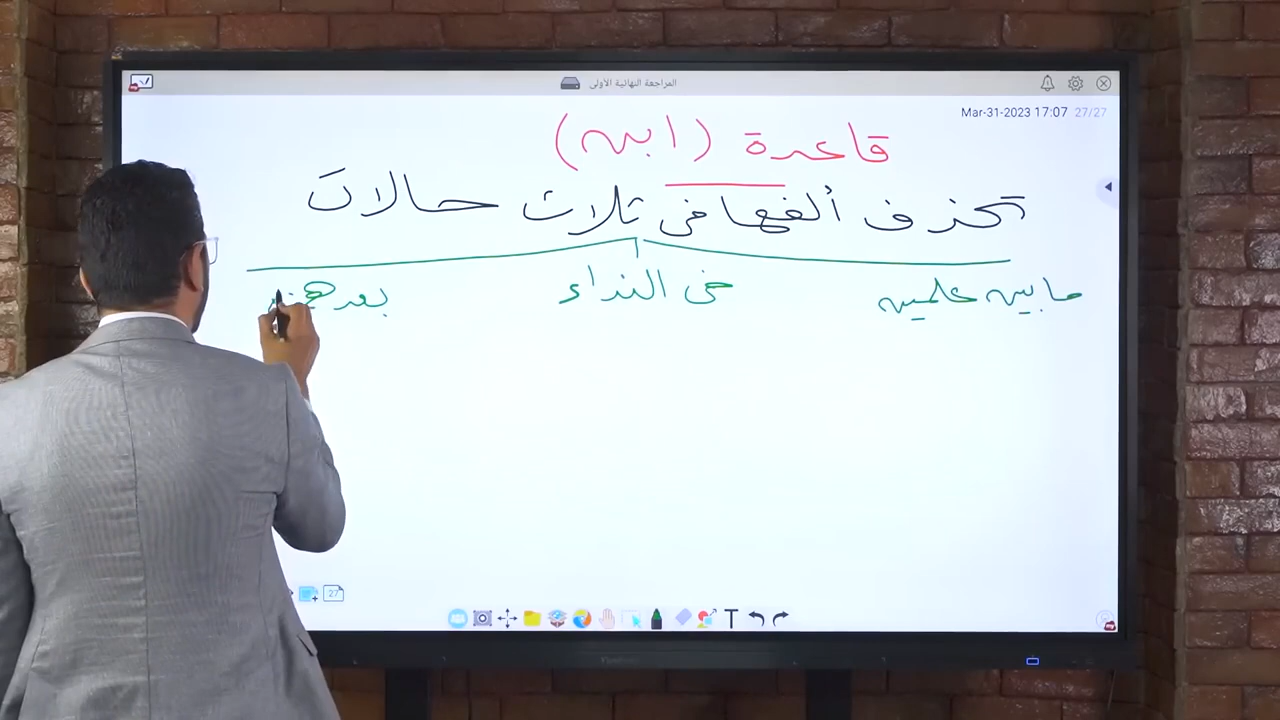 المراجعة النهائية الأولى
Mar-31-2023 17:07 27/27
قاعدة (ابن)
تحذف ألفها في ثلاث حالات
ما بين علمين في النداء بعد
27
T
ViewSonic